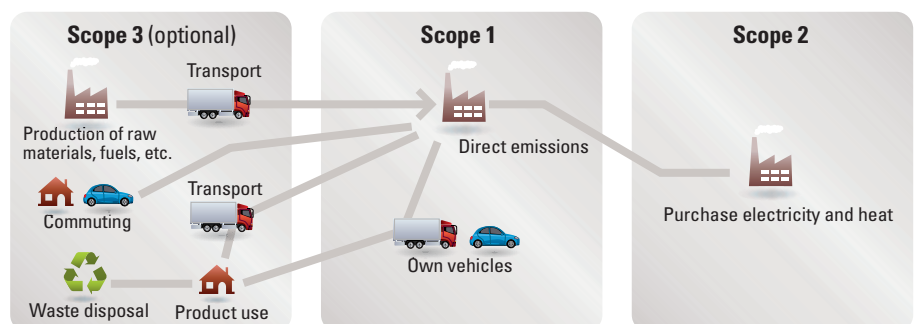 Scope 3 (optional)
Transport
Production of raw
materials, fuels, etc.
Commuting
Transport
Waste disposal
Product use
Scope 1
Direct emissions
Own vehicles
Scope 2
Purchase electricity and heat